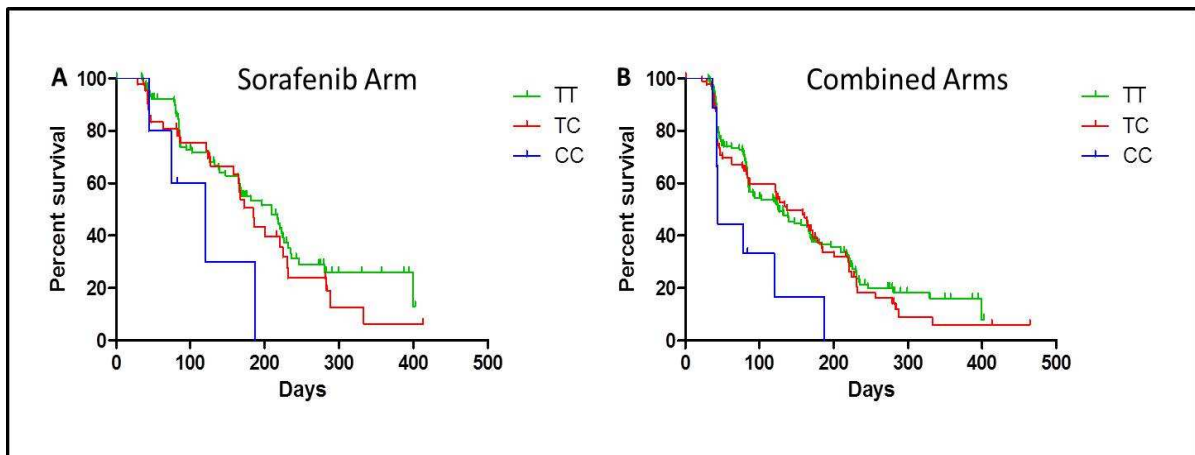 A Sorafenib Arm
TT
TC
CC
Percent survival
100
80
60
40
20
0
0 100 200 300 400 500
Days
B Combined Arms
TT
TC
CC
Percent survival
100
80
60
40
20
0
0 100 200 300 400 500
Days